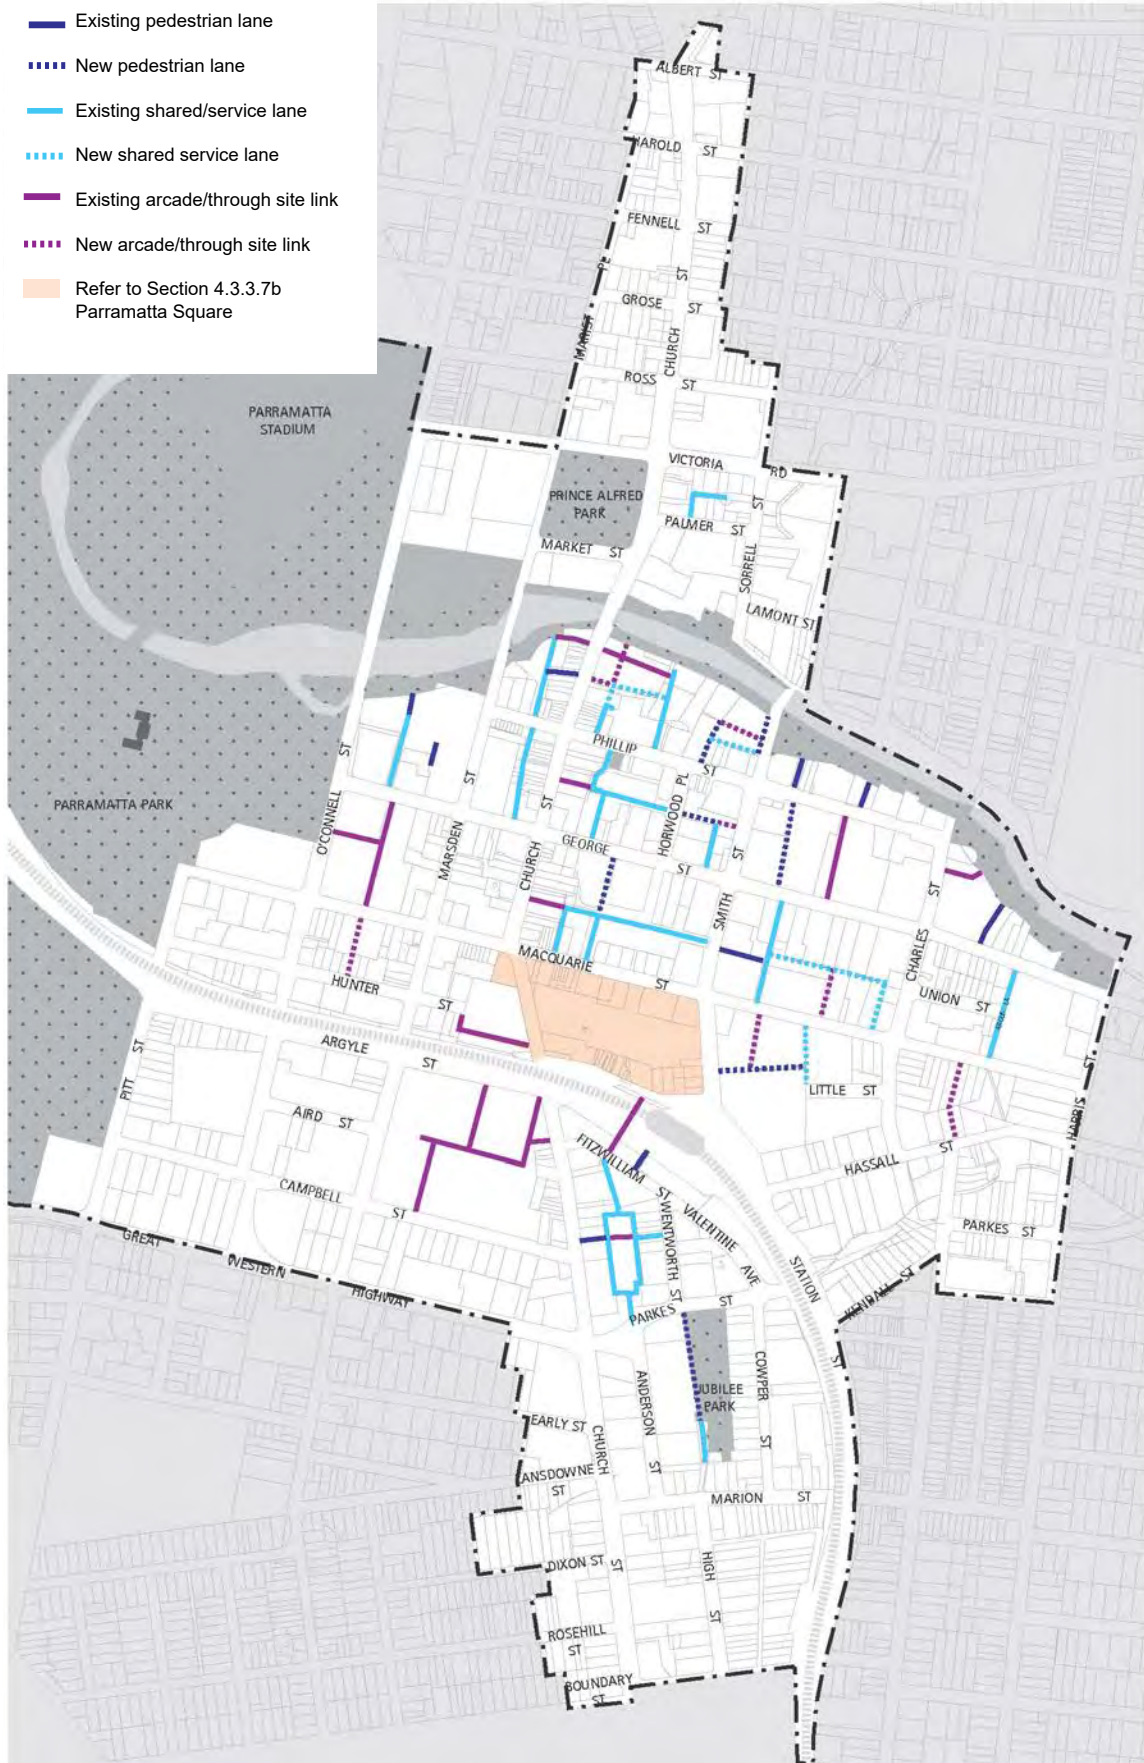 Existing pedestrian lane
New pedestrian lane
Existing shared/service lane
New shared service lane
Existing arcade/through site link
New arcade/through site link
Refer to Section 4.3.3.7b
Parramatta Square
ALBERT ST
HAROLD ST
FENNELL ST
PL
ST
GROSE ST
MARIST
CHURCH
ROSS ST
PARRAMATTA
STADIUM
VICTORIA RD
PRINCE ALFRED
PARK
PALMER ST
ST
MARKET ST
SORRELL
LAMONT ST
PHILLIP ST
ST
ST
ST
PL
PARRAMATTA PARK
O'CONNELL
MARSDEN
CHURCH
GEORGE ST
HORWOOD
ST
SMITH
ST
CHARLES
MACQUARIE ST
HUNTER ST
UNION ST
ARGYLE ST
ST
PITT
LITTLE ST
ST
HARRIS
AIRD ST
FITZWILLIAM ST
HASSALL ST
CAMPBELL ST
WENTWORTH ST
VALENTINE AVE
STATION
ST
PARKES ST
GREAT WESTERN HIGHWAY
KENDALL ST
PARKES ST
ANDERSON
ST
JUBILEE
PARK
COWPER
ST
EARLY ST
CHURCH
ST
LANSDOWNE
ST
MARION ST
DIXON ST
HIGH
ST
ROSEHILL
ST
BOUNDARY
ST